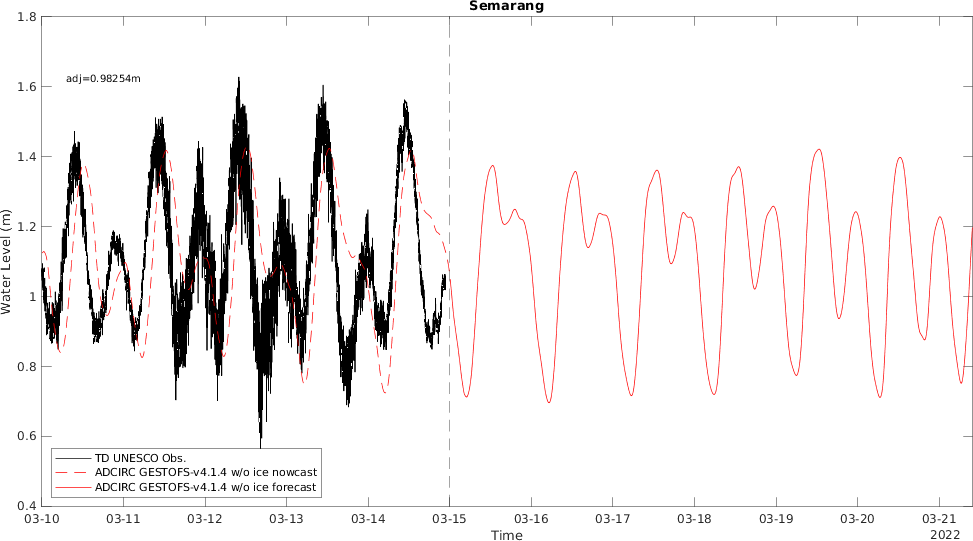 Semarang
1.8
1.6
1.4
1.2
1
0.8
0.6
0.4
Water Level (m)
adj=0.98254m
TD UNESCO Obs.
ADCIRC GESTOFS-v4.1.4 w/o ice nowcast
ADCIRC GESTOFS-v4.1.4 w/o ice forecast
03-10 03-11 03-12 03-13 03-14 03-15 03-16 03-17 03-18 03-19 03-20 03-21
Time
2022